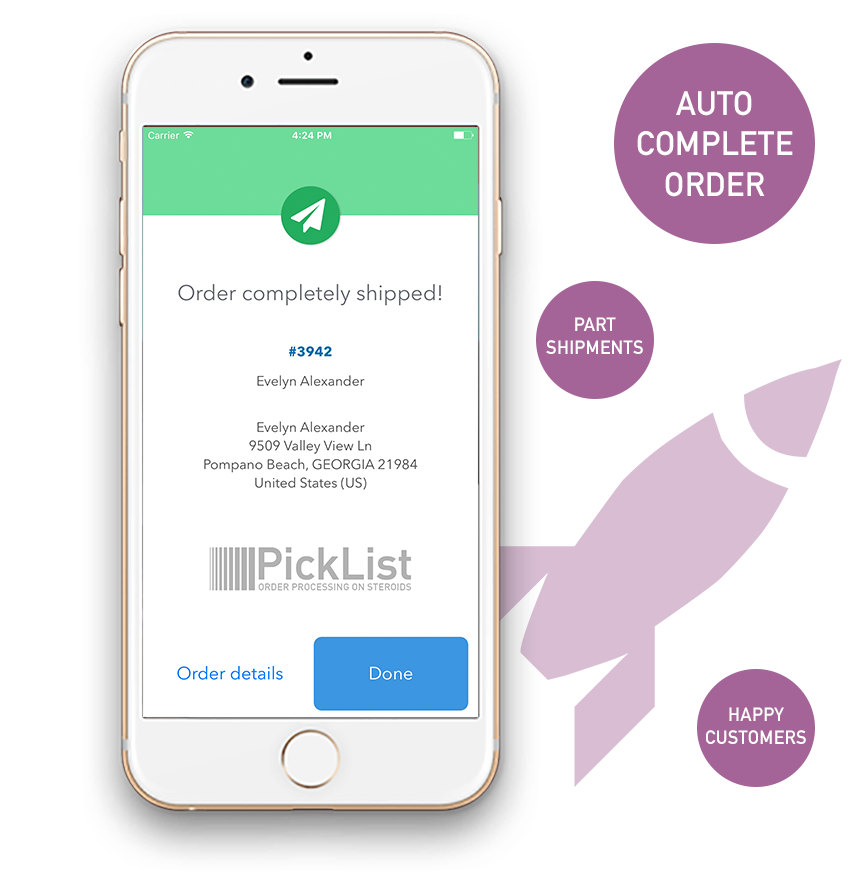 Carrier
4:24 PM
Order completely shipped!
#3942
Evelyn Alexander
Evelyn Alexander
9509 Valley View Ln
Pompano Beach, GEORGIA 21984
United States (US)
PickList
ORDER PROCESSING ON STEROIDS
Order details
Done
AUTO
COMPLETE
ORDER
PART
SHIPMENTS
HAPPY
CUSTOMERS